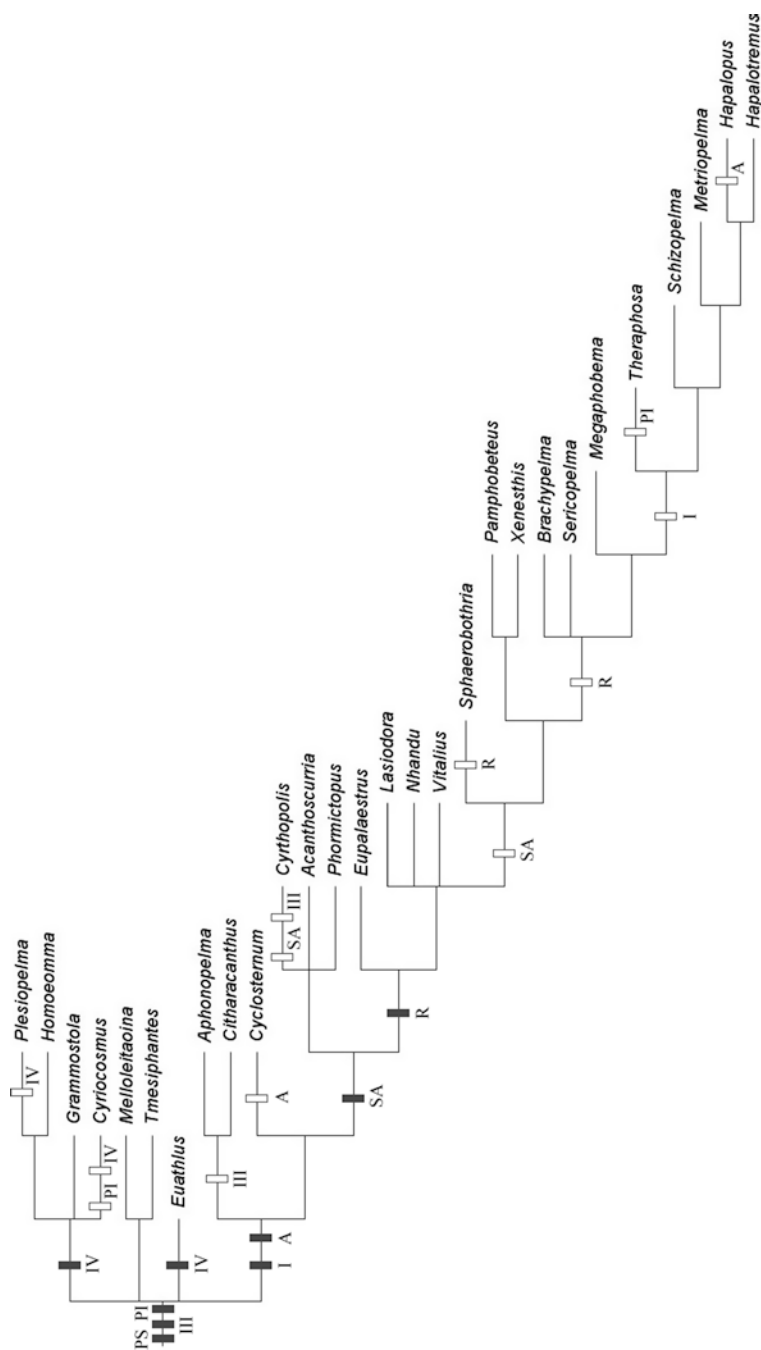 Plesiopelma
IV
Homoeomma
Grammostola
Cyriocosmus
PI IV
Melloleitaoina
Tmesiphantes
Euathlus
IV
IV
PS PI
III
Aphonopelma
III
Citharacanthus
Cyclosternum
A
I A
Cyrthopolis
SA III
Acanthoscurria
Phormictopus
Eupalaestrus
SA
R
Lasiodora
Nhandu
Vitalius
Sphaerobothria
R
SA
Pamphobeteus
Xenesthis
Brachypelma
Sericopelma
R
Megaphobema
Theraphosa
PI
I
Schizopelma
Metriopelma
Hapalopus
A
Hapalotremus